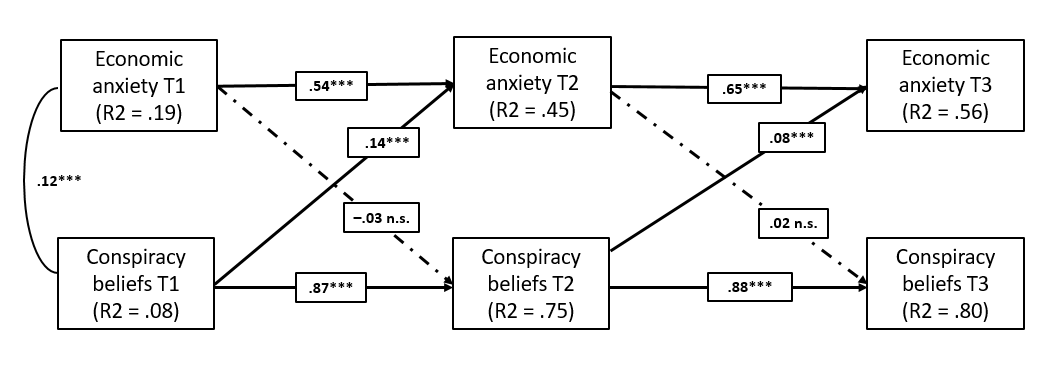 Economic
anxiety T1
(R2 = .19)
Economic
anxiety T2
(R2 = .45)
Economic
anxiety T3
(R2 = .56)
.54***
.65***
.14***
.08***
.12***
–.03 n.s.
.02 n.s.
Conspiracy
beliefs T1
(R2 = .08)
Conspiracy
beliefs T2
(R2 = .75)
Conspiracy
beliefs T3
(R2 = .80)
.87***
.88***